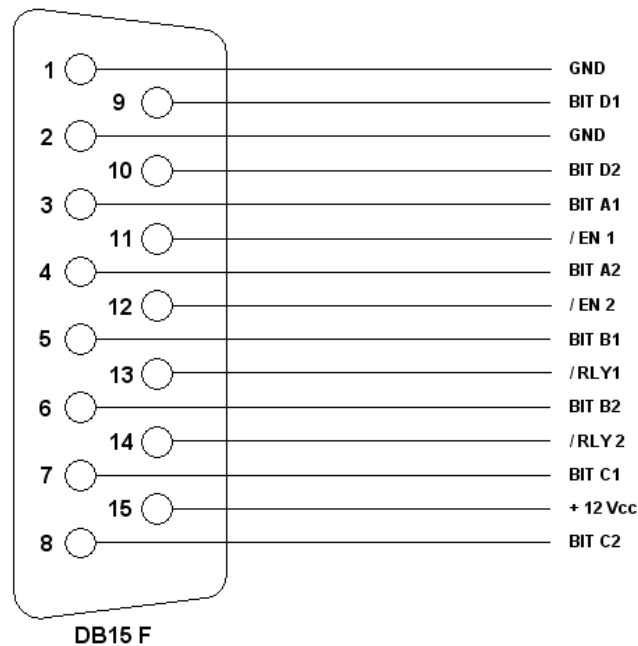 1 GND
9 BIT D1
2 GND
10 BIT D2
3 BIT A1
11 / EN 1
4 BIT A2
12 / EN 2
5 BIT B1
13 / RLY1
6 BIT B2
14 / RLY 2
7 BIT C1
15 + 12 Vcc
8 BIT C2
DB15 F